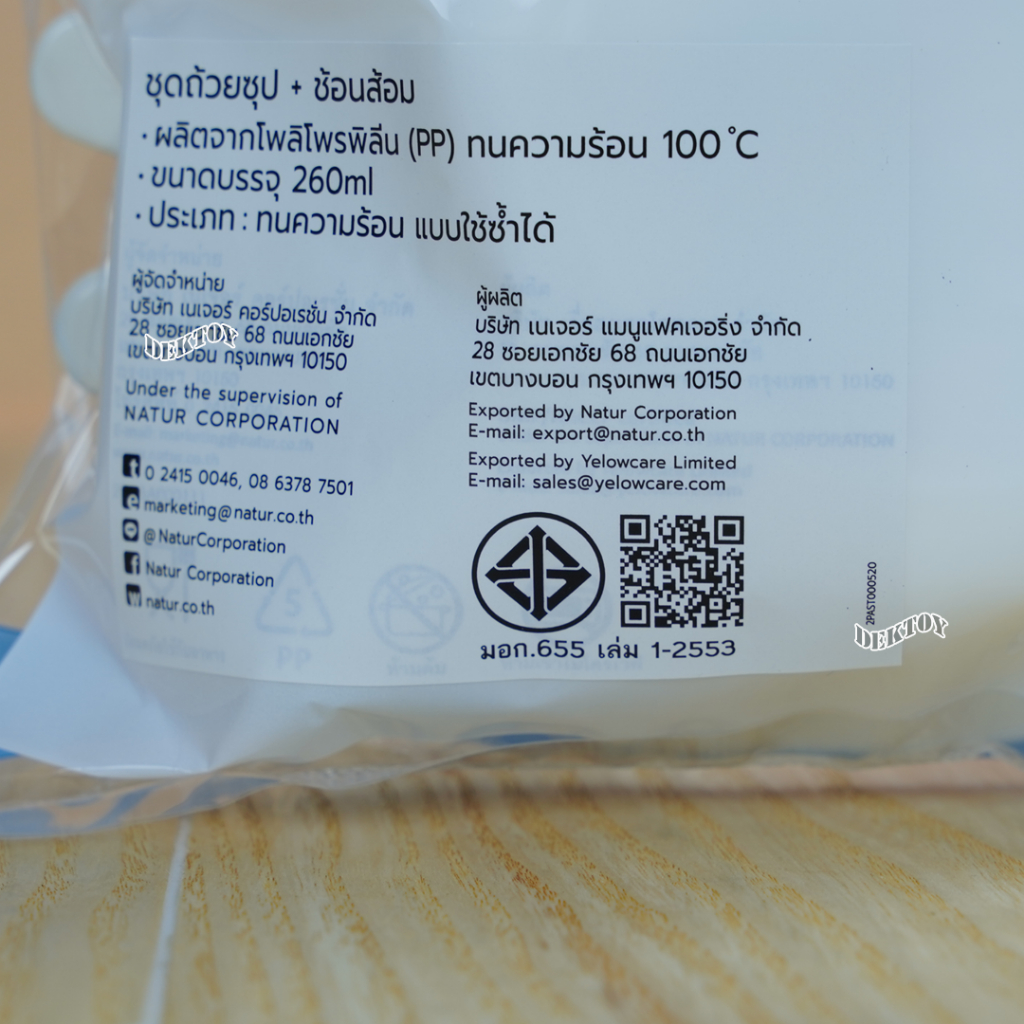 ชุดถ้วยซุป + ช้อนส้อม
• ผลิตจากโพลิโพรพิลีน (PP) ทนความร้อน 100 °C
• ขนาดบรรจุ 260ml
• ประเภท : ทนความร้อน แบบใช้ซ้ำได้
ผู้จัดจำหน่าย
บริษัท เนเจอร์ คอร์ปอเรชั่น จำกัด
28 68 ถนนเอกชัย
กรุงเทพฯ 10150
DEKTOY
Under the supervision of
NATUR CORPORATION
0 2415 0046, 08 6378 7501
marketing@natur.co.th
@NaturCorporation
Natur Corporation
natur.co.th
ผู้ผลิต
บริษัท เนเจอร์ แมนูแฟคเจอริ่ง จำกัด
28 ซอยเอกชัย 68 ถนนเอกชัย
เขตบางบอน กรุงเทพฯ 10150
Exported by Natur Corporation
E-mail: export@natur.co.th
Exported by Yelowcare Limited
E-mail: sales@yelowcare.com
มอก.655 เล่ม 1-2553
2PAST000520
DEKTOY